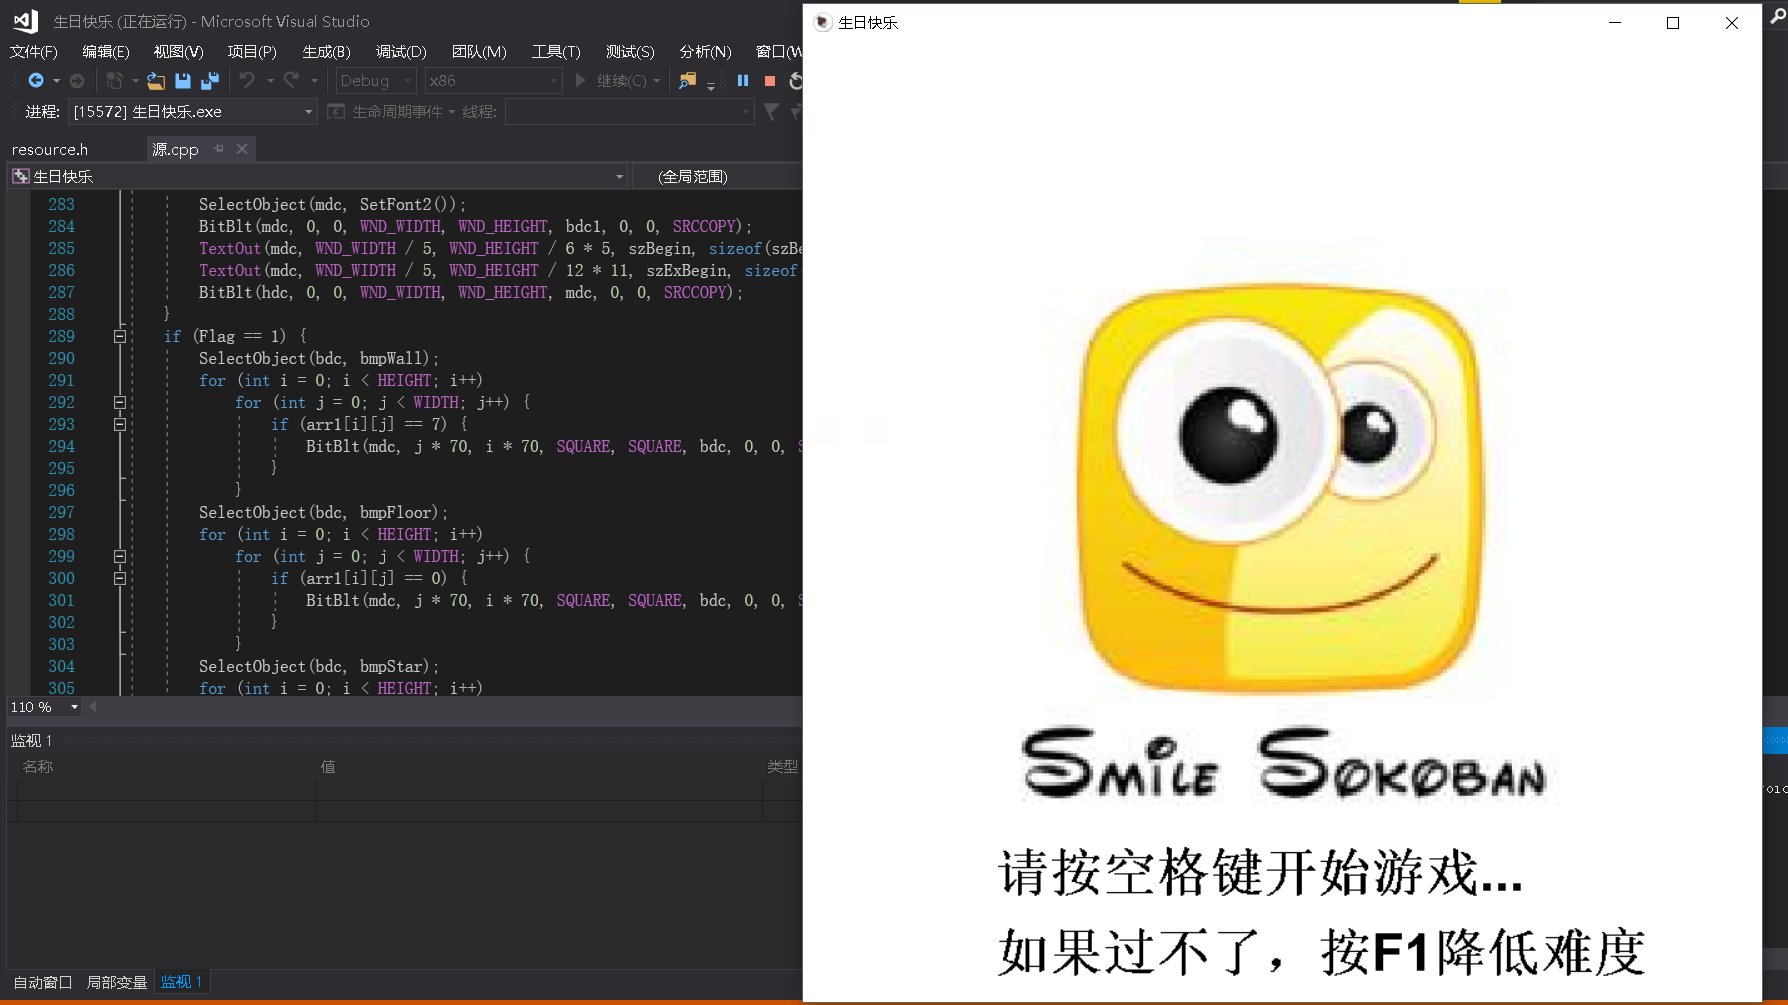 生日快乐 (正在运行) - Microsoft Visual Studio
文件(F) 编辑(E) 视图(V) 项目(P) 生成(B) 调试(D) 团队(M) 工具(T) 测试(S) 分析(N) 窗口(W
Debug x86 继续(C)
进程: [15572] 生日快乐.exe 生命周期事件 线程:
resource.h 源.cpp
生日快乐 (全局范围)
283 SelectObject(mdc, SetFont2());
284 BitBlt(mdc, 0, 0, WND_WIDTH, WND_HEIGHT, bdc1, 0, 0, SRCCOPY);
285 TextOut(mdc, WND_WIDTH / 5, WND_HEIGHT / 6 * 5, szBegin, sizeof(szBe
286 TextOut(mdc, WND_WIDTH / 5, WND_HEIGHT / 12 * 11, szExBegin, sizeof
287 BitBlt(hdc, 0, 0, WND_WIDTH, WND_HEIGHT, mdc, 0, 0, SRCCOPY);
288 }
289 if (Flag == 1) {
290 SelectObject(bdc, bmpWall);
291 for (int i = 0; i < HEIGHT; i++)
292 for (int j = 0; j < WIDTH; j++) {
293 if (arr1[i][j] == 7) {
294 BitBlt(mdc, j * 70, i * 70, SQUARE, SQUARE, bdc, 0, 0,
295 }
296 }
297 SelectObject(bdc, bmpFloor);
298 for (int i = 0; i < HEIGHT; i++)
299 for (int j = 0; j < WIDTH; j++) {
300 if (arr1[i][j] == 0) {
301 BitBlt(mdc, j * 70, i * 70, SQUARE, SQUARE, bdc, 0, 0,
302 }
303 }
304 SelectObject(bdc, bmpStar);
305 for (int i = 0; i < HEIGHT; i++)
110 %
监视 1
名称 值 类型
自动窗口 局部变量 监视 1
生日快乐
SMILE SOKOBAN
请按空格键开始游戏...
如果过不了，按F1降低难度